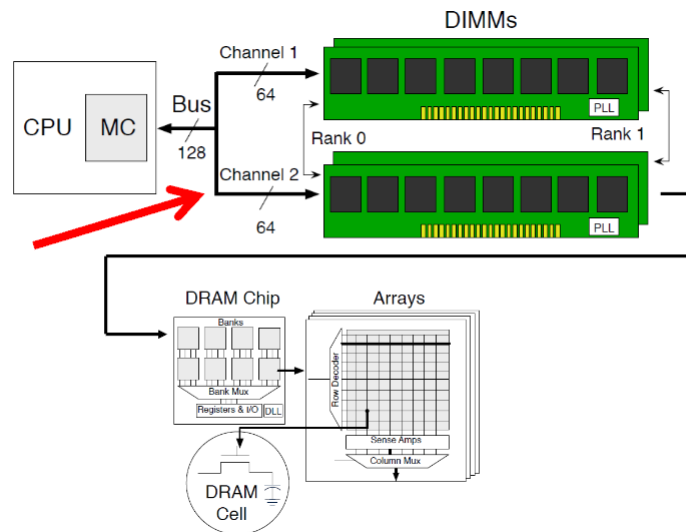 DIMMs
Channel 1
64
CPU
MC
Bus
128
PLL
Rank 0
Rank 1
Channel 2
64
PLL
DRAM Chip
Arrays
Banks
Bank Mux
Registers & I/O
DLL
Row Decoder
Sense Amps
Column Mux
DRAM
Cell